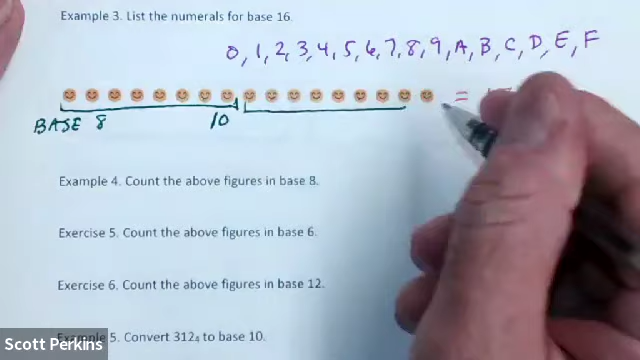 Example 3. List the numerals for base 16.
0, 1, 2, 3, 4, 5, 6, 7, 8, 9, A, B, C, D, E, F
=
BASE 8 10
Example 4. Count the above figures in base 8.
Exercise 5. Count the above figures in base 6.
Exercise 6. Count the above figures in base 12.
5. Convert 312₄ to base 10.
Scott Perkins